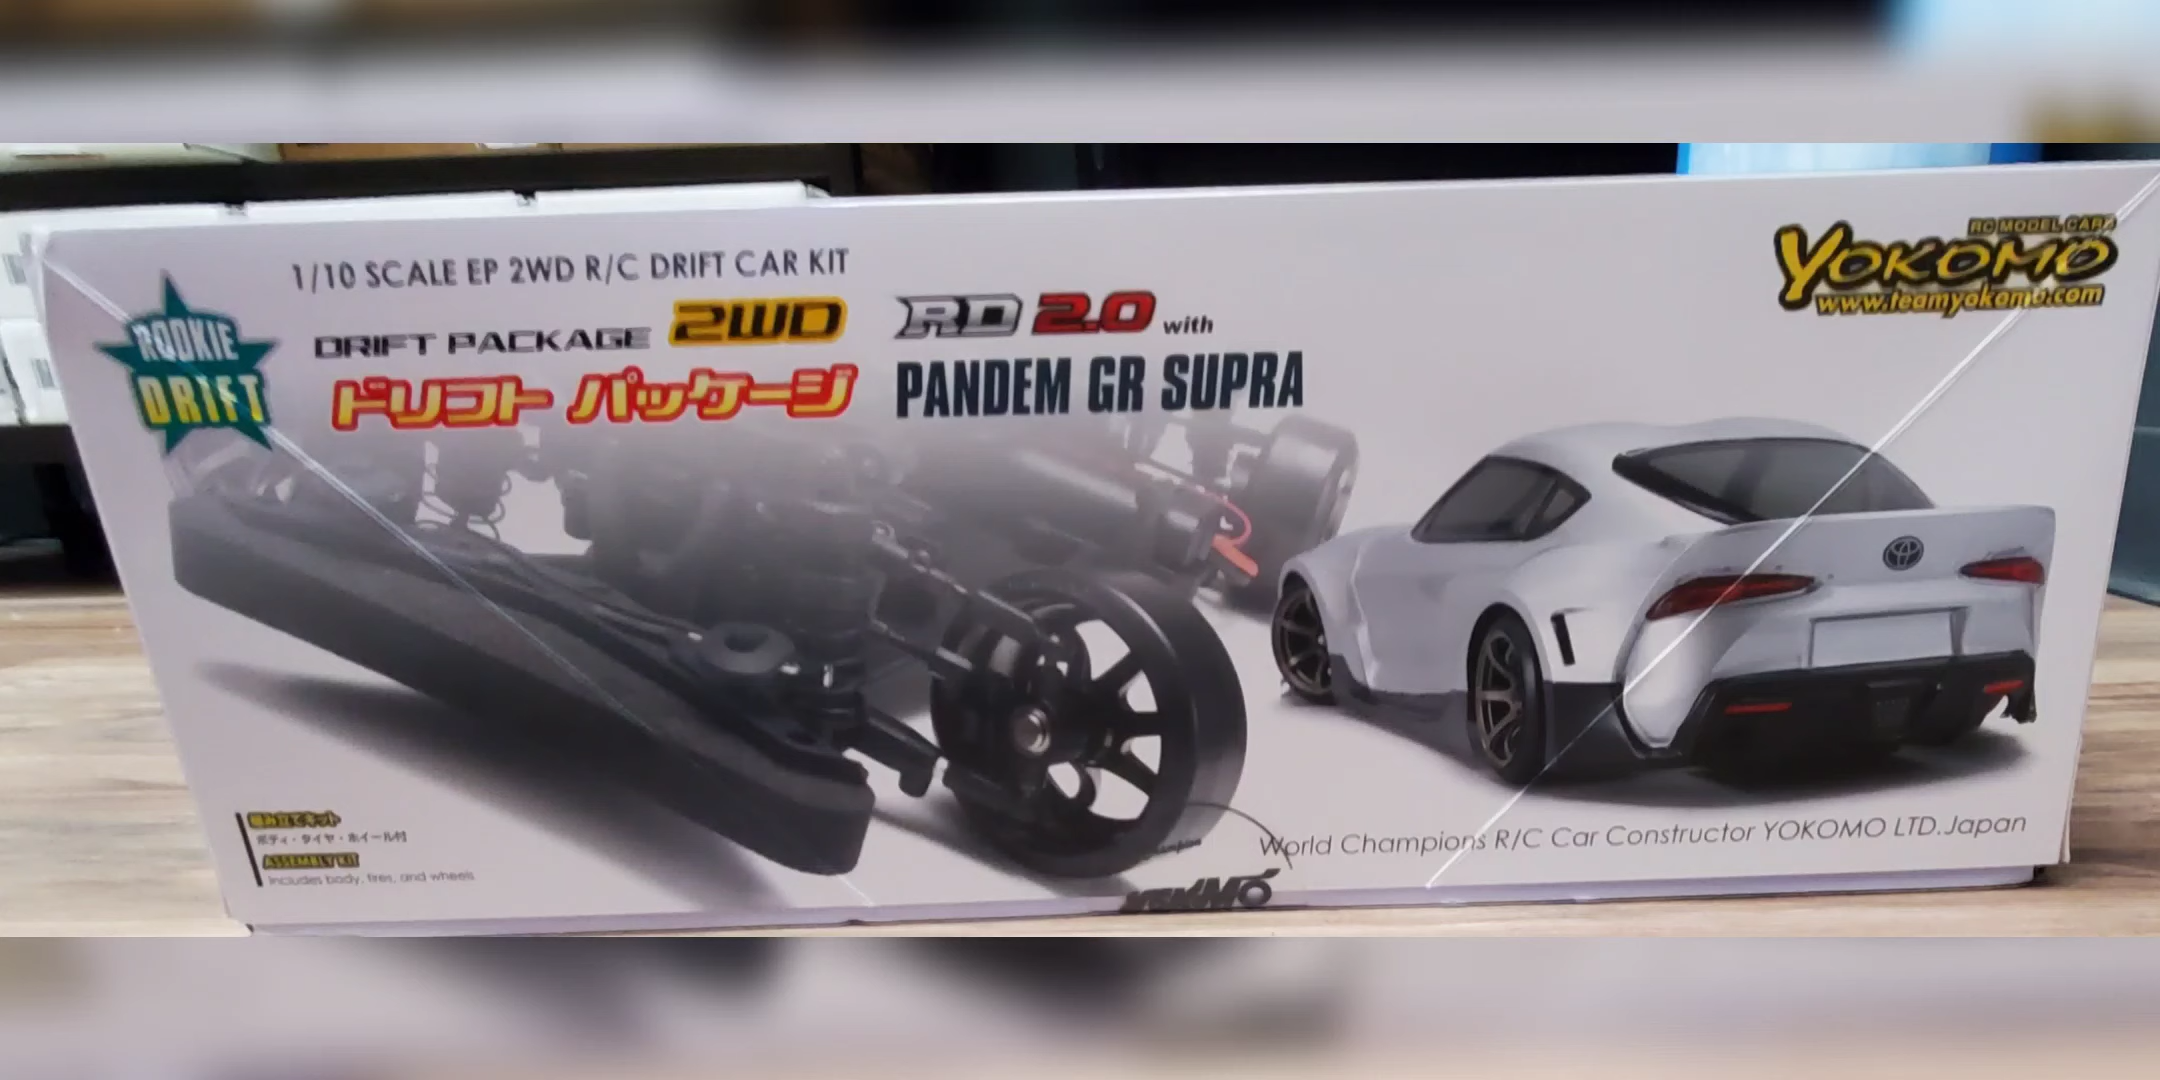 1/10 SCALE EP 2WD R/C DRIFT CAR KIT
ROOKIE
DRIFT
DRIFT PACKAGE 2WD
ドリフト パッケージ
RD 2.0 with
PANDEM GR SUPRA
RC MODEL CARS
YOKOMO
www.teamyokomo.com
組み立てキット
ボディ・タイヤ・ホイール付
ASSEMBLY KIT
Includes body, tires, and wheels
World Champions R/C Car Constructor YOKOMO LTD.Japan
YOKOMO